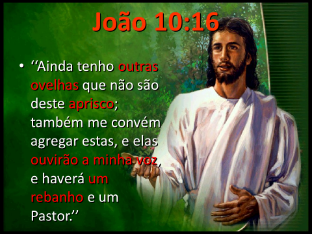 João 10:16
• ‘‘Ainda tenho outras
ovelhas que não são
deste aprisco;
também me convém
agregar estas, e elas
ouvirão a minha voz,
e haverá um
rebanho e um
Pastor.’’